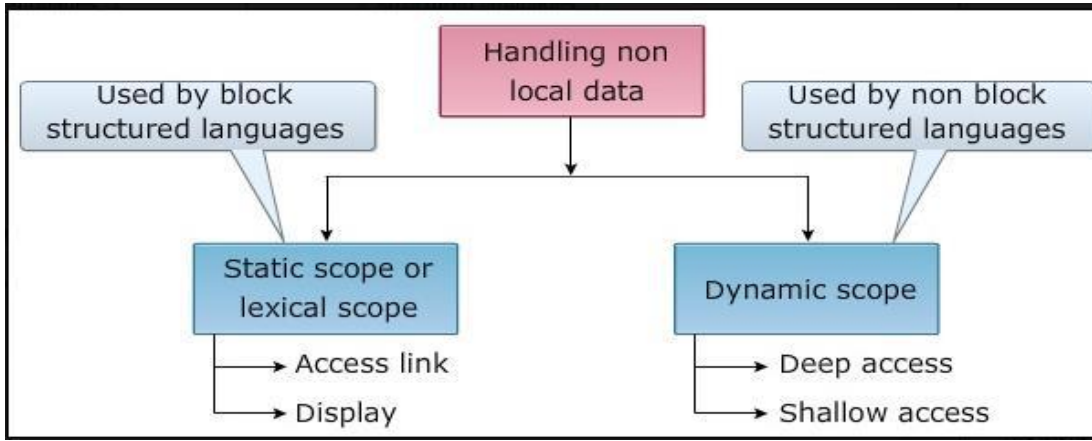 Handling non
local data
Used by block
structured languages
Used by non block
structured languages
Static scope or
lexical scope
Dynamic scope
Access link
Display
Deep access
Shallow access